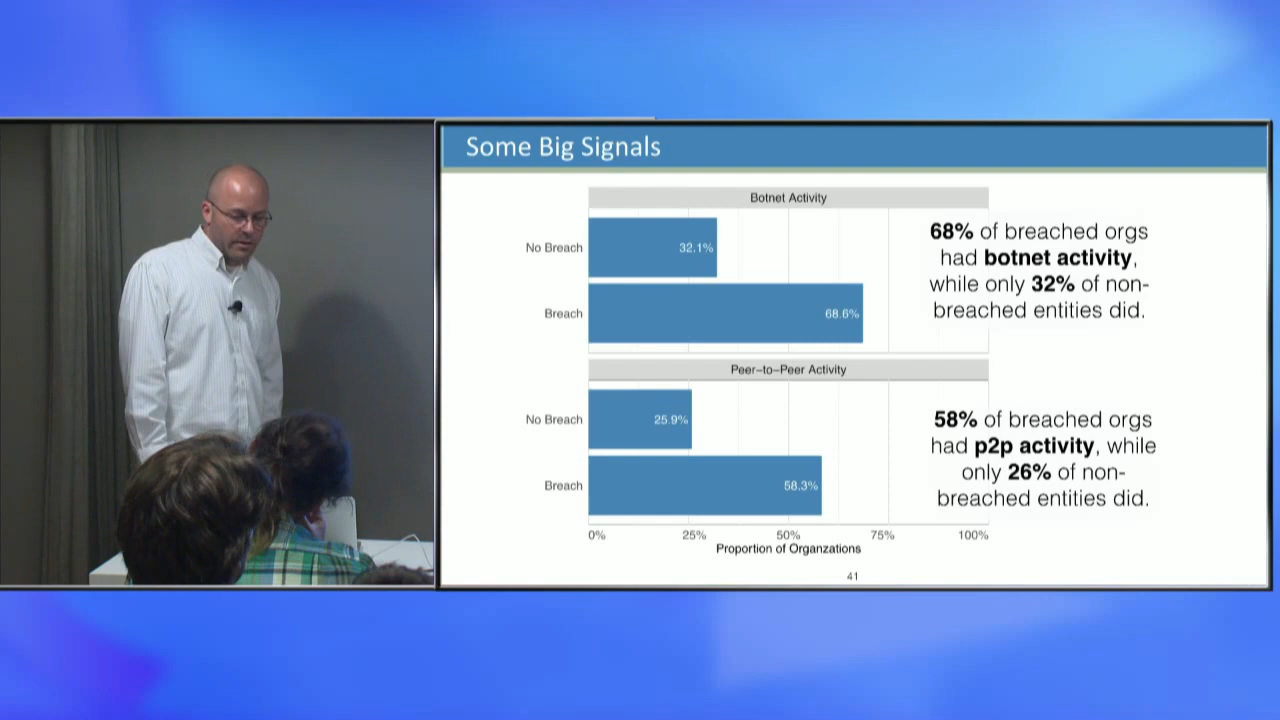 Some Big Signals
Botnet Activity
No Breach
32.1%
Breach
68.6%
68% of breached orgs
had botnet activity,
while only 32% of non-
breached entities did.
Peer-to-Peer Activity
No Breach
25.9%
Breach
58.3%
58% of breached orgs
had p2p activity, while
only 26% of non-
breached entities did.
0% 25% 50% 75% 100%
Proportion of Organzations
41